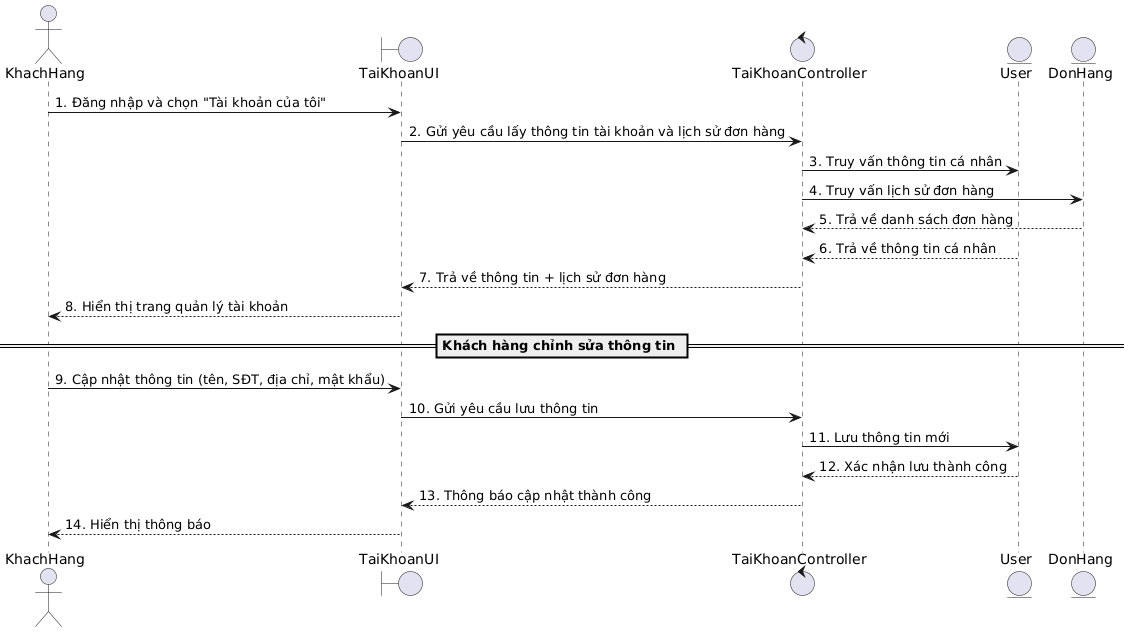 KhachHang
TaiKhoanUI
TaiKhoanController
User
DonHang
1. Đăng nhập và chọn "Tài khoản của tôi"
2. Gửi yêu cầu lấy thông tin tài khoản và lịch sử đơn hàng
3. Truy vấn thông tin cá nhân
4. Truy vấn lịch sử đơn hàng
5. Trả về danh sách đơn hàng
6. Trả về thông tin cá nhân
7. Trả về thông tin + lịch sử đơn hàng
8. Hiển thị trang quản lý tài khoản
Khách hàng chỉnh sửa thông tin
9. Cập nhật thông tin (tên, SĐT, địa chỉ, mật khẩu)
10. Gửi yêu cầu lưu thông tin
11. Lưu thông tin mới
12. Xác nhận lưu thành công
13. Thông báo cập nhật thành công
14. Hiển thị thông báo
KhachHang
TaiKhoanUI
TaiKhoanController
User
DonHang